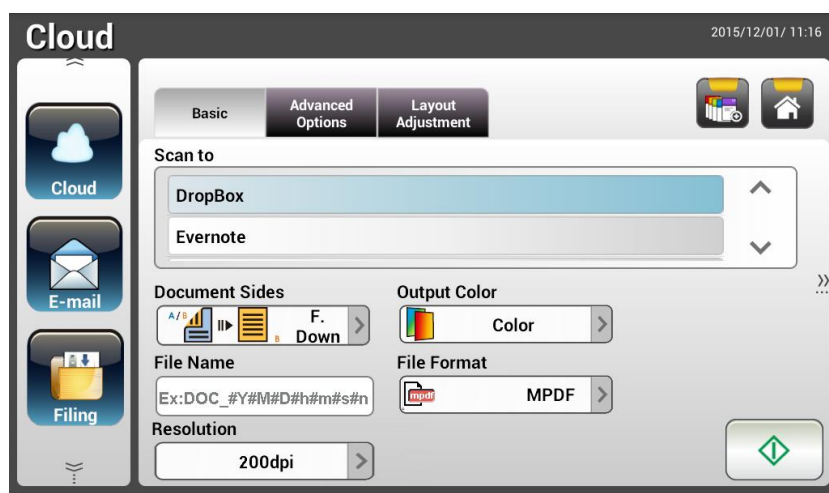 Cloud
2015/12/01/ 11:16
Cloud
E-mail
Filing
Basic
Advanced
Options
Layout
Adjustment
Scan to
DropBox
Evernote
Document Sides
A/B
B
F.
Down
Output Color
Color
File Name
Ex:DOC_#Y#M#D#h#m#s#n
File Format
mpdf
MPDF
Resolution
200dpi